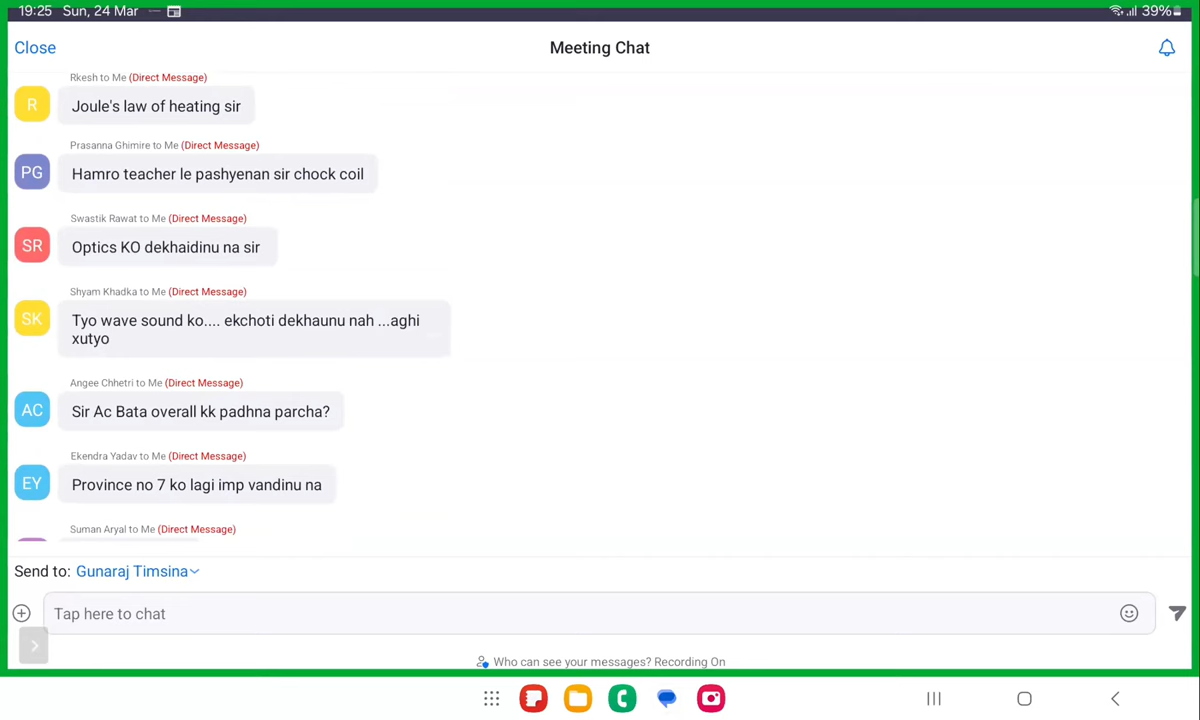 19:25 Sun, 24 Mar
39%
Close
Meeting Chat
Rkesh to Me (Direct Message)
R
Joule's law of heating sir
Prasanna Ghimire to Me (Direct Message)
PG
Hamro teacher le pashyenan sir chock coil
Swastik Rawat to Me (Direct Message)
SR
Optics KO dekhaidinu na sir
Shyam Khadka to Me (Direct Message)
SK
Tyo wave sound ko.... ekchoti dekhaunu nah ...aghi
xutyo
Angee Chhetri to Me (Direct Message)
AC
Sir Ac Bata overall kk padhna parcha?
Ekendra Yadav to Me (Direct Message)
EY
Province no 7 ko lagi imp vandinu na
Suman Aryal to Me (Direct Message)
Send to: Gunaraj Timsina
Tap here to chat
Who can see your messages? Recording On